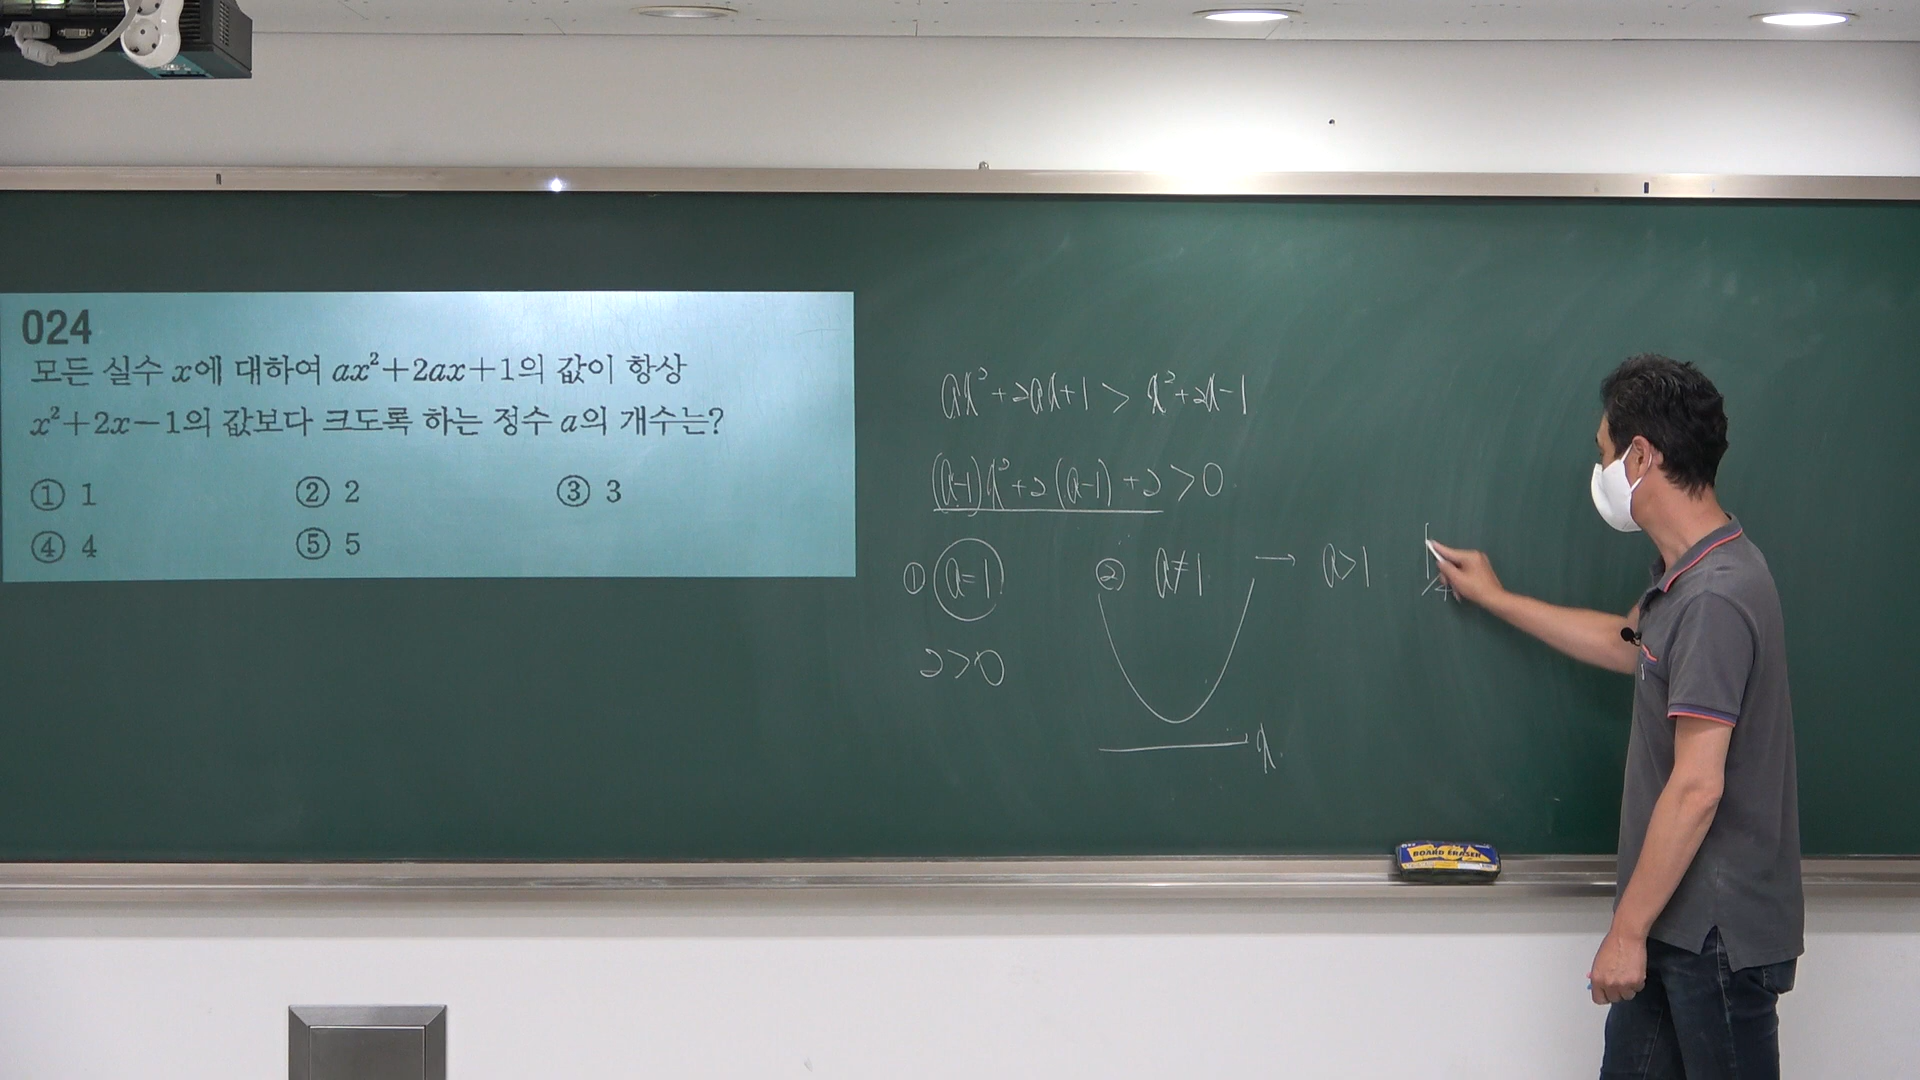 024
모든 실수 x에 대하여 ax²+2ax+1의 값이 항상
x²+2x−1의 값보다 크도록 하는 정수 a의 개수는?
① 1 ② 2 ③ 3
④ 4 ⑤ 5
ax²+2ax+1 > x²+2x-1
(a-1)x²+2(a-1)+2>0
① a=1 ② a≠1 → a>1 D/4
2>0
x
BOARD ERASER